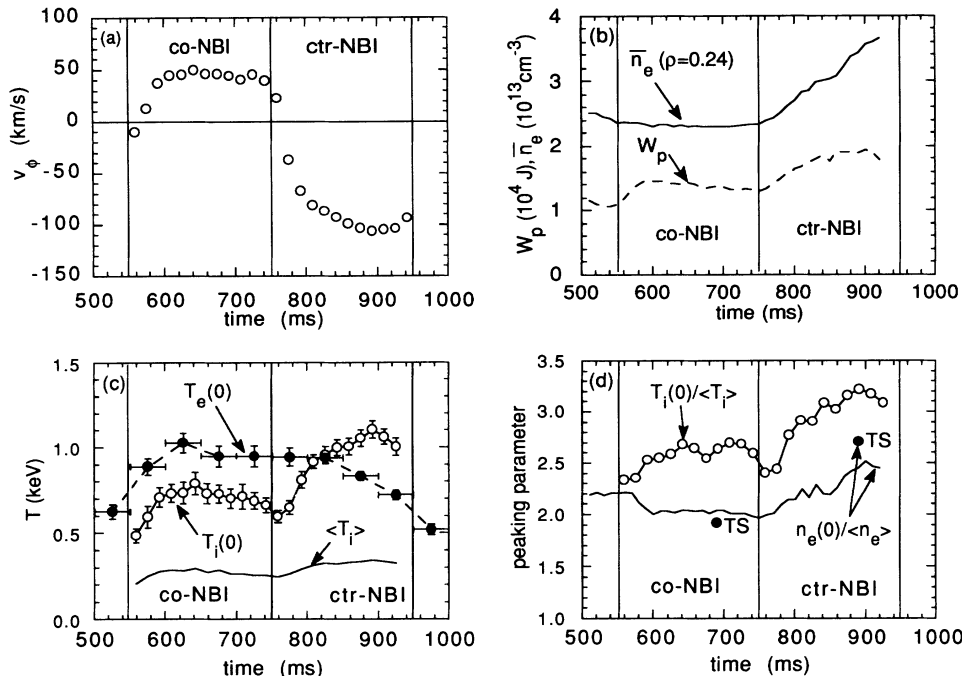 (a)
co-NBI
ctr-NBI
100
50
0
-50
-100
-150
v_ϕ (km/s)
500 600 700 800 900 1000
time (ms)
(b)
n̅_e (ρ=0.24)
W_p
co-NBI
ctr-NBI
4
3
2
1
0
W_p (10^4 J), n̅_e (10^13 cm^-3)
500 600 700 800 900 1000
time (ms)
(c)
T_e(0)
T_i(0)
<T_i>
co-NBI
ctr-NBI
1.5
1.0
0.5
0.0
T (keV)
500 600 700 800 900 1000
time (ms)
(d)
T_i(0)/<T_i>
TS
TS
n_e(0)/<n_e>
co-NBI
ctr-NBI
3.5
3.0
2.5
2.0
1.5
1.0
peaking parameter
500 600 700 800 900 1000
time (ms)